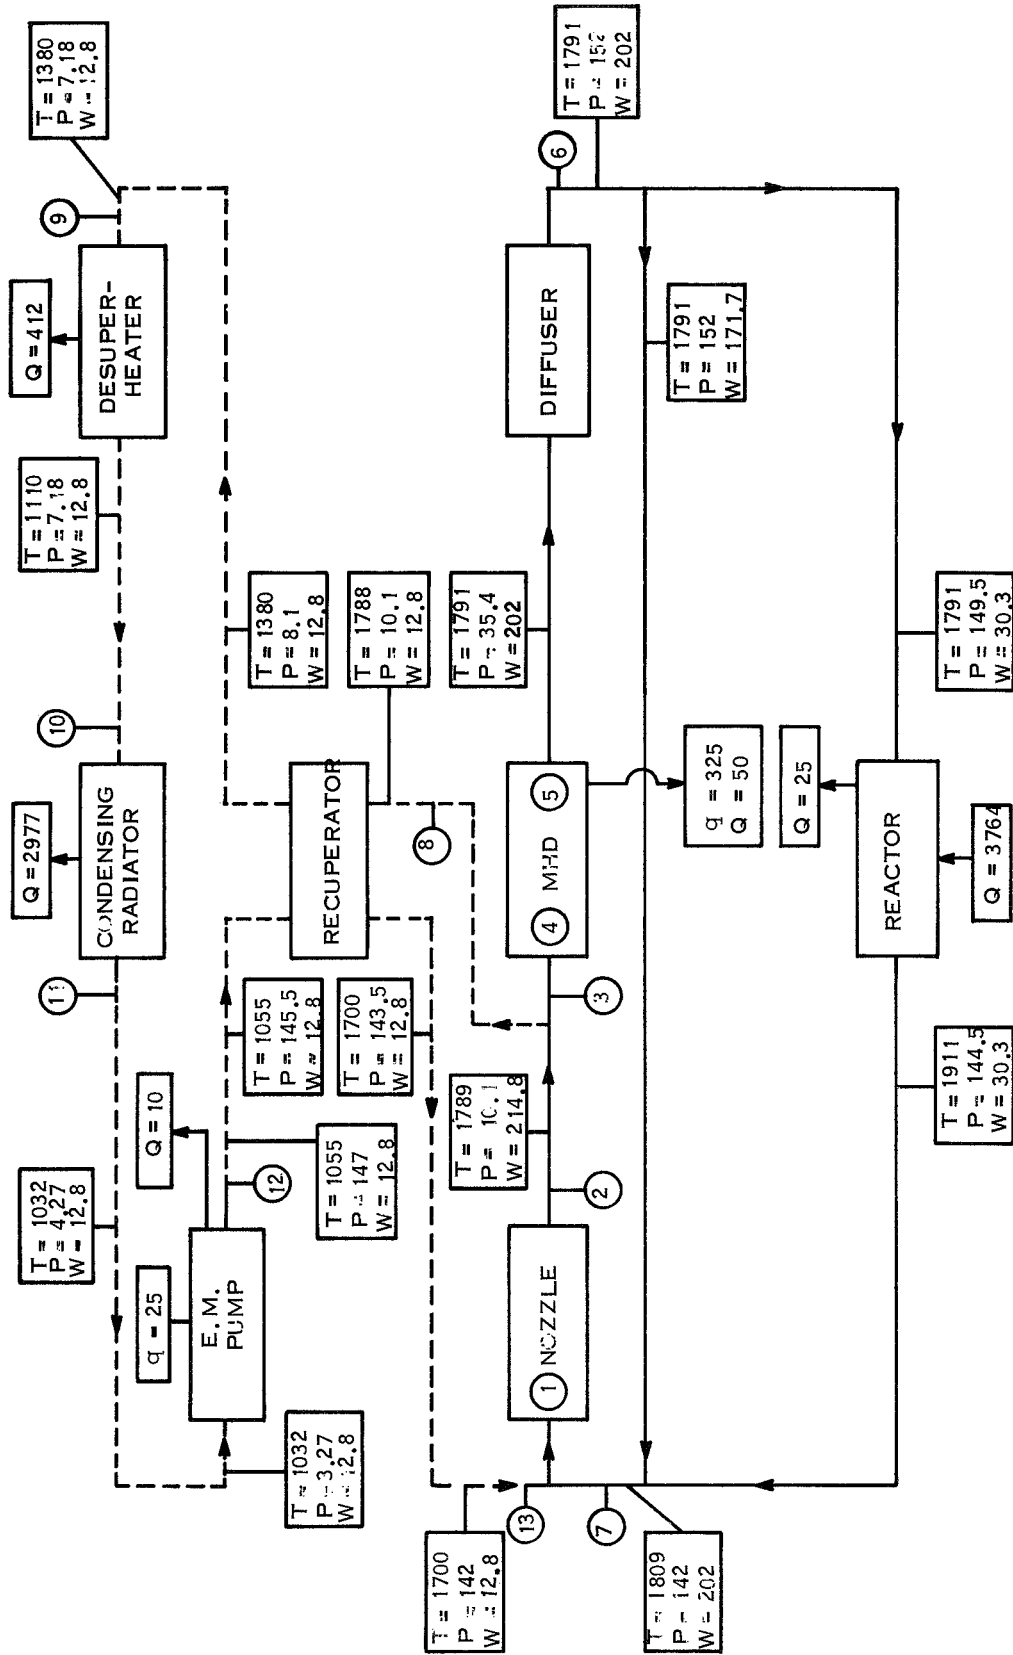 T = 1380
P = 7.18
W = 12.8
9
DESUPER-
HEATER
Q = 412
T = 1110
P = 7.18
W = 12.8
10
CONDENSING
RADIATOR
Q = 2977
11
T = 1032
P = 4.27
W = 12.8
E.M.
PUMP
q = 25
Q = 10
T = 1032
P = 3.27
W = 12.8
12
T = 1055
P = 147
W = 12.8
T = 1055
P = 145.5
W = 12.8
T = 1700
P = 143.5
W = 12.8
RECUPERATOR
T = 1380
P = 8.1
W = 12.8
T = 1788
P = 10.1
W = 12.8
8
T = 1700
P = 142
W = 12.8
13
7
T = 1809
P = 142
W = 202
1 NOZZLE
2
T = 1789
P = 10.1
W = 214.8
3
4 MHD 5
q = 325
Q = 50
T = 1791
P = 35.4
W = 202
DIFFUSER
6
T = 1791
P = 152
W = 202
T = 1791
P = 152
W = 171.7
T = 1791
P = 149.5
W = 30.3
REACTOR
Q = 25
Q = 3764
T = 1911
P = 144.5
W = 30.3